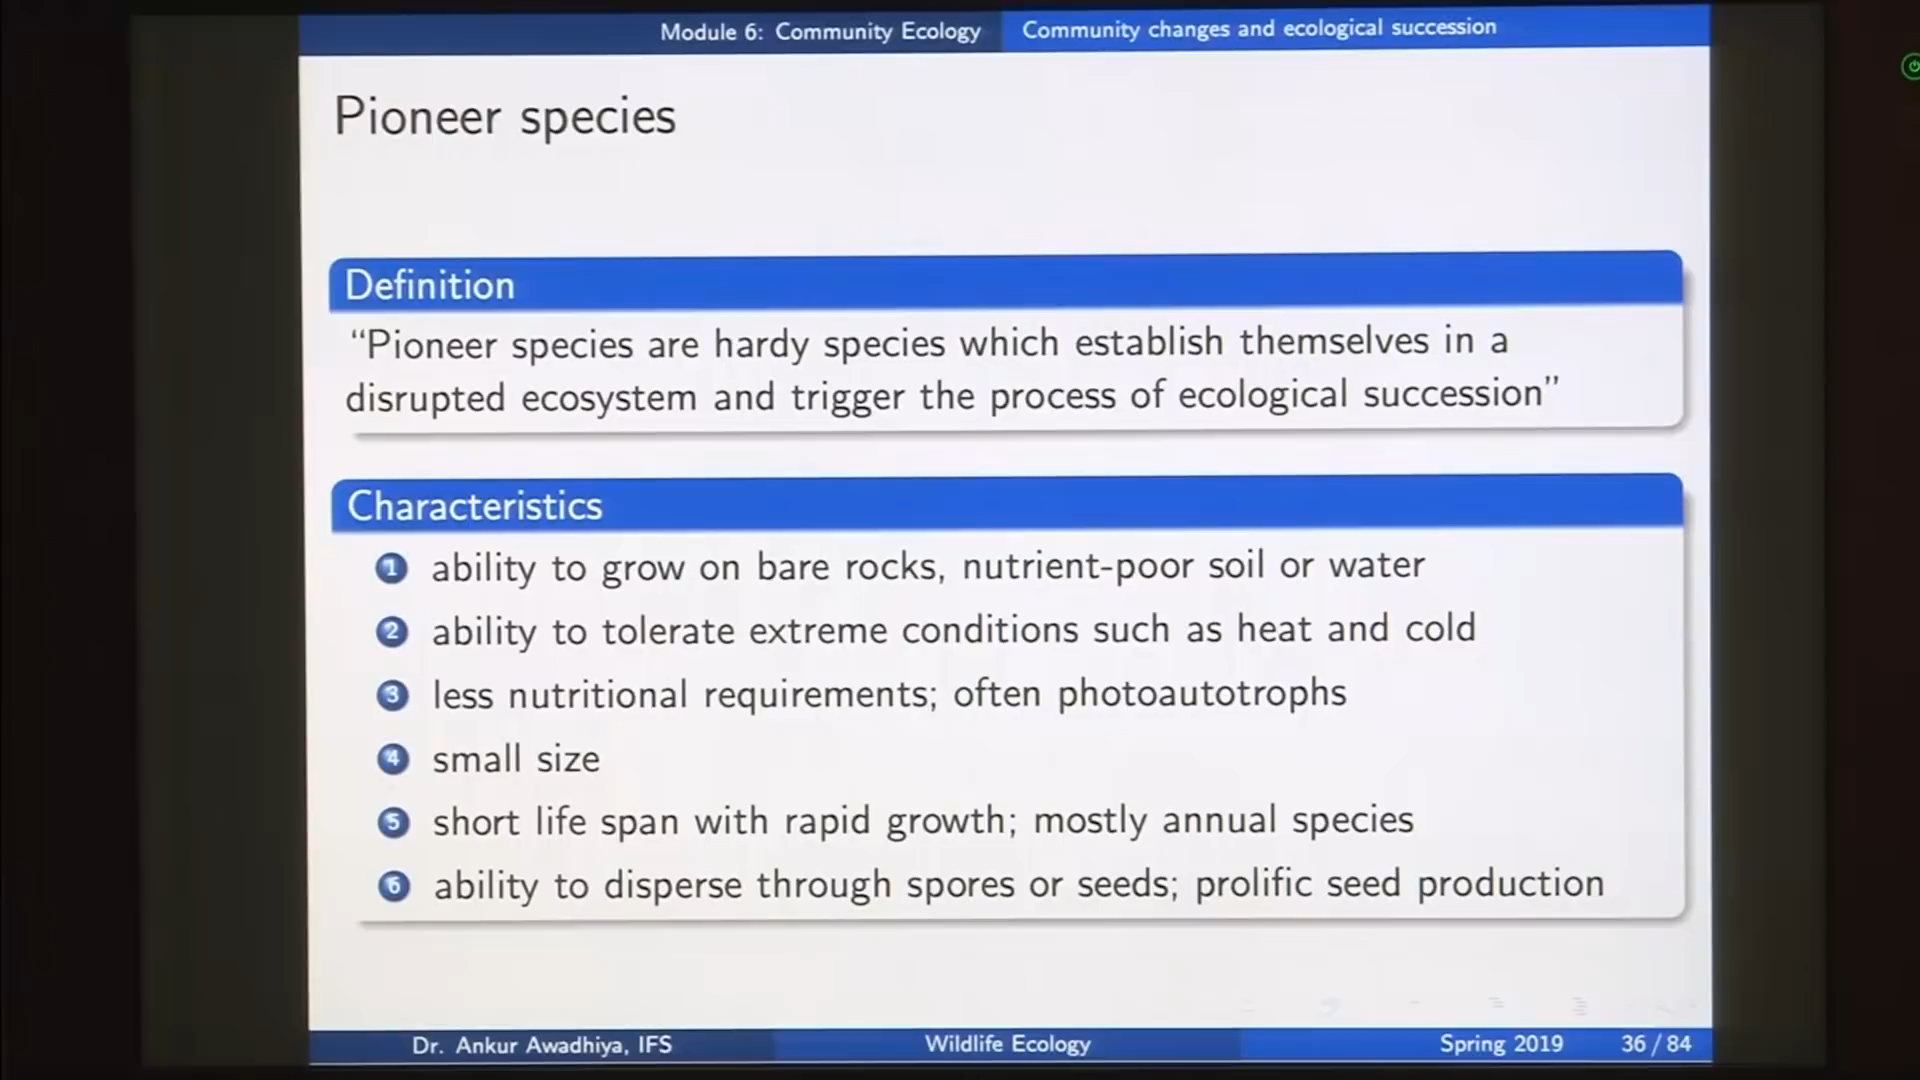 Module 6: Community Ecology
Community changes and ecological succession
Pioneer species
Definition
“Pioneer species are hardy species which establish themselves in a
disrupted ecosystem and trigger the process of ecological succession”
Characteristics
1 ability to grow on bare rocks, nutrient-poor soil or water
2 ability to tolerate extreme conditions such as heat and cold
3 less nutritional requirements; often photoautotrophs
4 small size
5 short life span with rapid growth; mostly annual species
6 ability to disperse through spores or seeds; prolific seed production
Dr. Ankur Awadhiya, IFS
Wildlife Ecology
Spring 2019
36 / 84